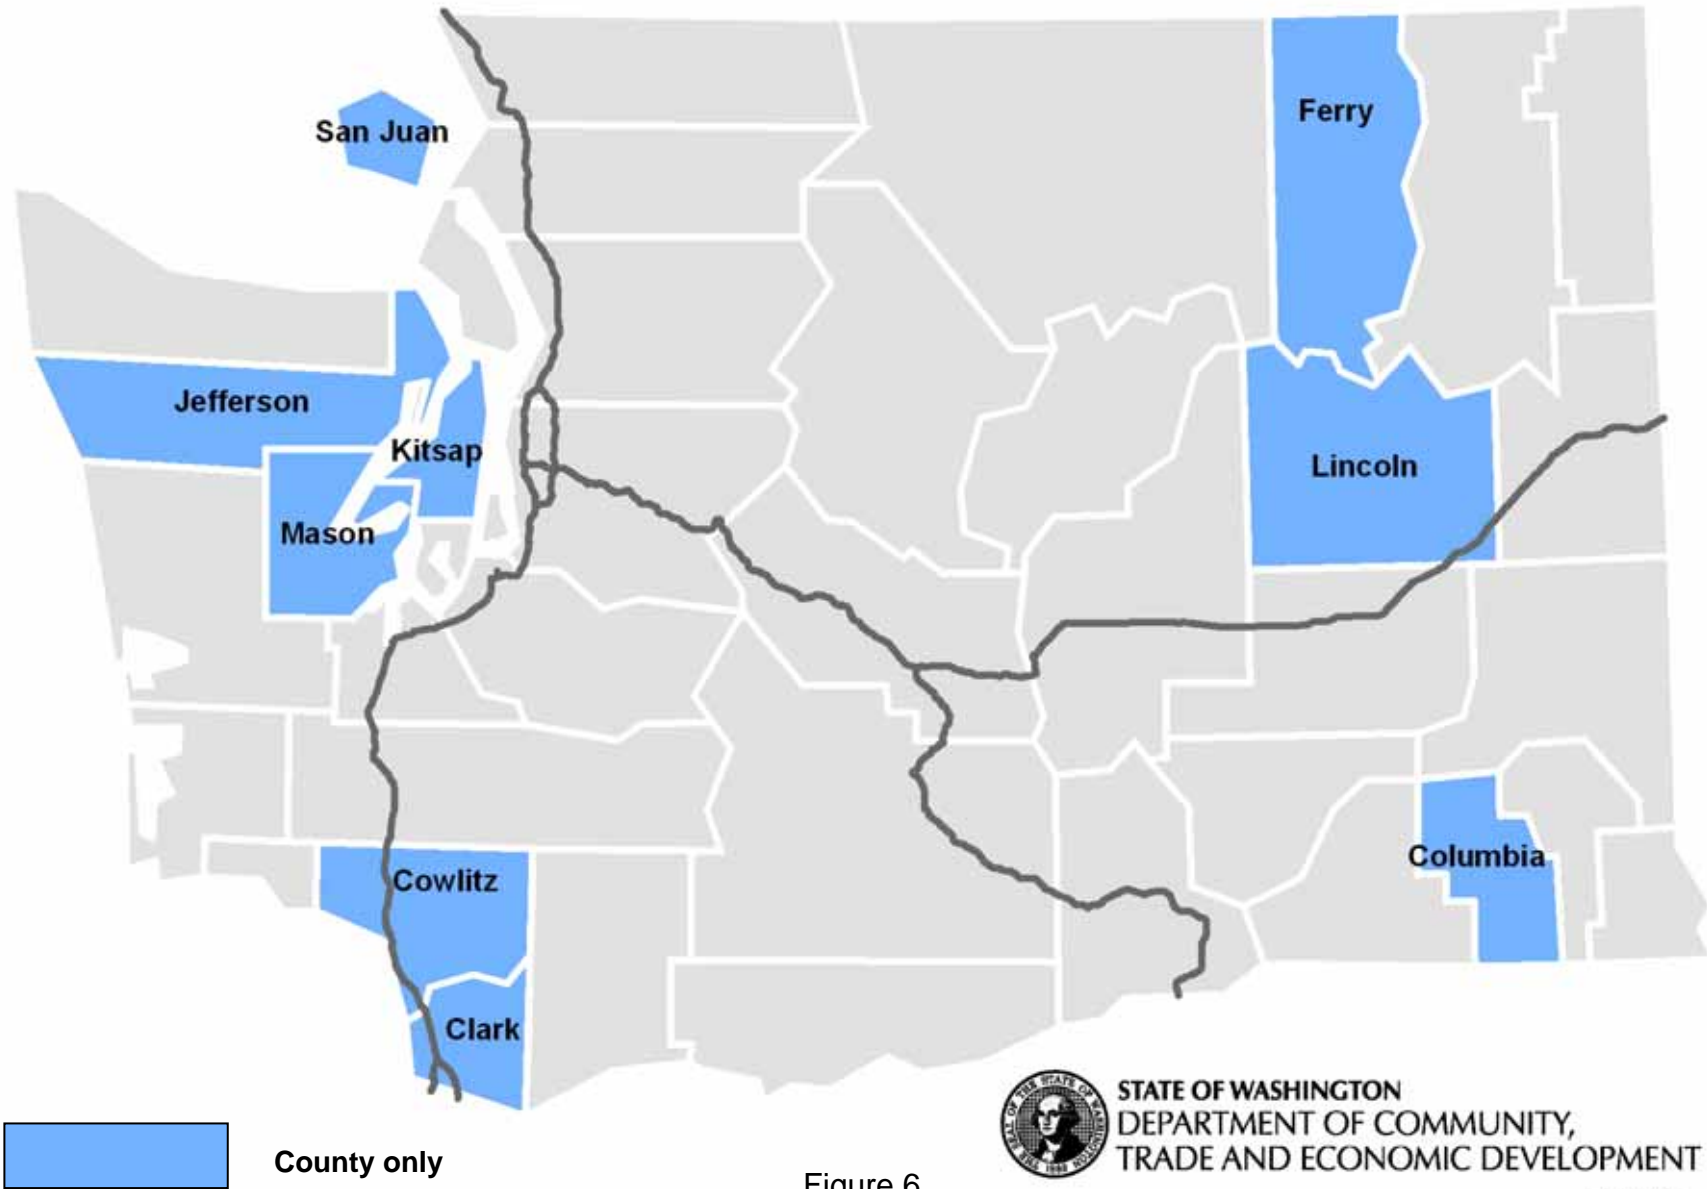 San Juan
Ferry
Jefferson
Kitsap
Lincoln
Mason
Columbia
Cowlitz
Clark
STATE OF WASHINGTON
DEPARTMENT OF COMMUNITY,
TRADE AND ECONOMIC DEVELOPMENT
County only
Figure 6